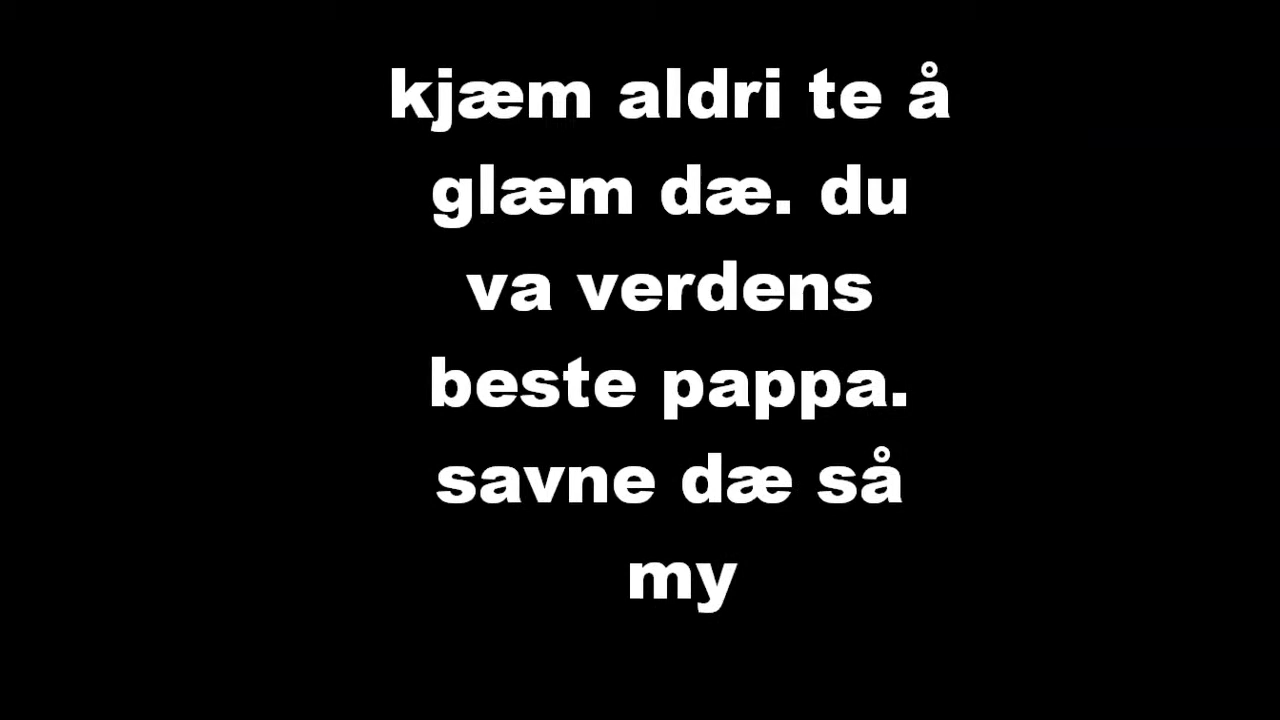 kjæm aldri te å
glæm dæ. du
va verdens
beste pappa.
savne dæ så
my